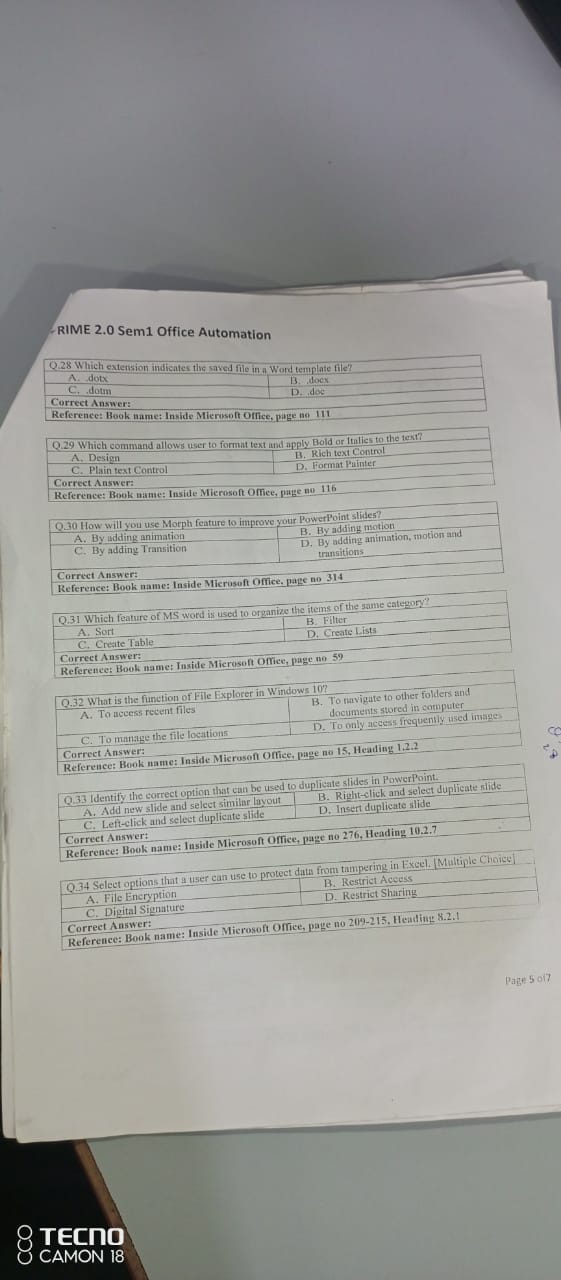 RIME 2.0 Sem1 Office Automation
Q.28 Which extension indicates the saved file in a Word template file?
A. .dotx B. .docx
C. .dotm D. .doc
Correct Answer:
Reference: Book name: Inside Microsoft Office, page no 111
Q.29 Which command allows user to format text and apply Bold or Italics to the text?
A. Design B. Rich text Control
C. Plain text Control D. Format Painter
Correct Answer:
Reference: Book name: Inside Microsoft Office, page no 116
Q.30 How will you use Morph feature to improve your PowerPoint slides?
A. By adding animation B. By adding motion
C. By adding Transition D. By adding animation, motion and
transitions
Correct Answer:
Reference: Book name: Inside Microsoft Office, page no 314
Q.31 Which feature of MS word is used to organize the items of the same category?
A. Sort B. Filter
C. Create Table D. Create Lists
Correct Answer:
Reference: Book name: Inside Microsoft Office, page no 59
Q.32 What is the function of File Explorer in Windows 10?
A. To access recent files B. To navigate to other folders and
documents stored in computer
C. To manage the file locations D. To only access frequently used images
Correct Answer:
Reference: Book name: Inside Microsoft Office, page no 15, Heading 1.2.2
Q.33 Identify the correct option that can be used to duplicate slides in PowerPoint.
A. Add new slide and select similar layout B. Right-click and select duplicate slide
C. Left-click and select duplicate slide D. Insert duplicate slide
Correct Answer:
Reference: Book name: Inside Microsoft Office, page no 276, Heading 10.2.7
Q.34 Select options that a user can use to protect data from tampering in Excel. [Multiple Choice]
A. File Encryption B. Restrict Access
C. Digital Signature D. Restrict Sharing
Correct Answer:
Reference: Book name: Inside Microsoft Office, page no 209-215, Heading 8.2.1
Page 5 of 7
TECNO
CAMON 18